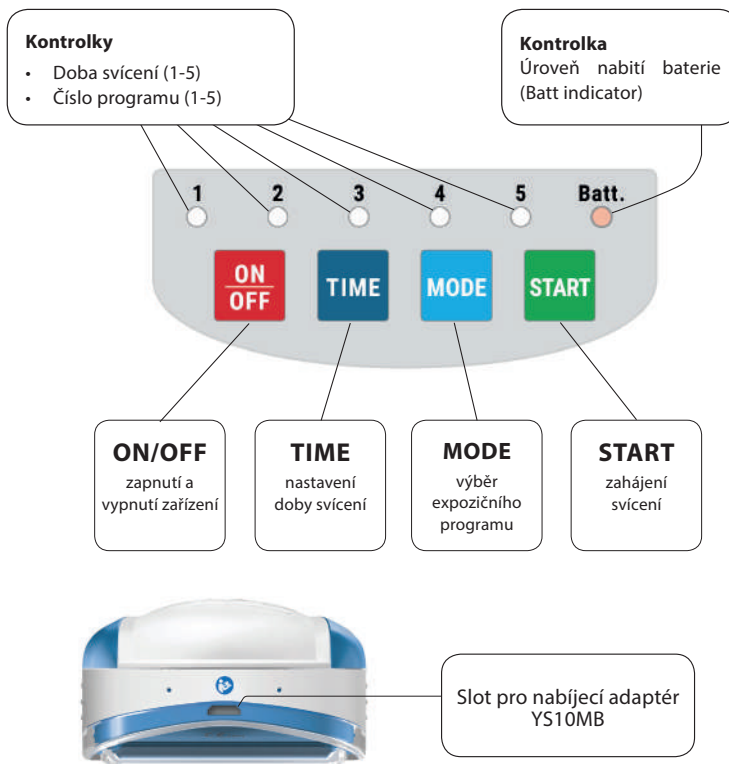 Kontrolky
• Doba svícení (1-5)
• Číslo programu (1-5)
Kontrolka
Úroveň nabití baterie
(Batt indicator)
1 2 3 4 5 Batt.
ON
OFF
TIME
MODE
START
ON/OFF
zapnutí a
vypnutí zařízení
TIME
nastavení
doby svícení
MODE
výběr
expozičního
programu
START
zahájení
svícení
Slot pro nabíjecí adaptér
YS10MB